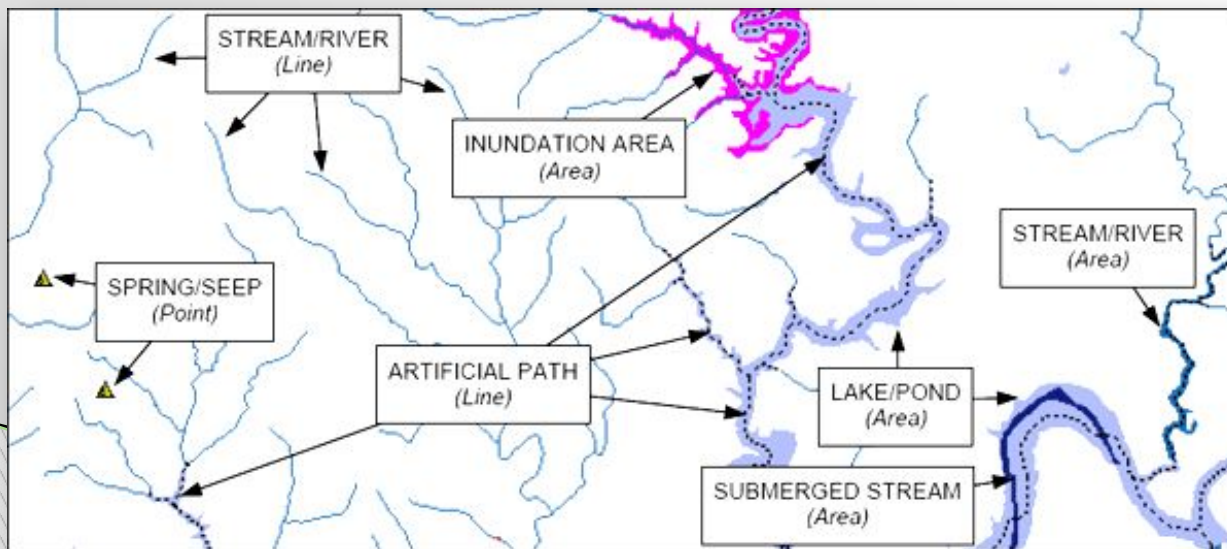 STREAM/RIVER
(Line)
INUNDATION AREA
(Area)
STREAM/RIVER
(Area)
SPRING/SEEP
(Point)
ARTIFICIAL PATH
(Line)
LAKE/POND
(Area)
SUBMERGED STREAM
(Area)